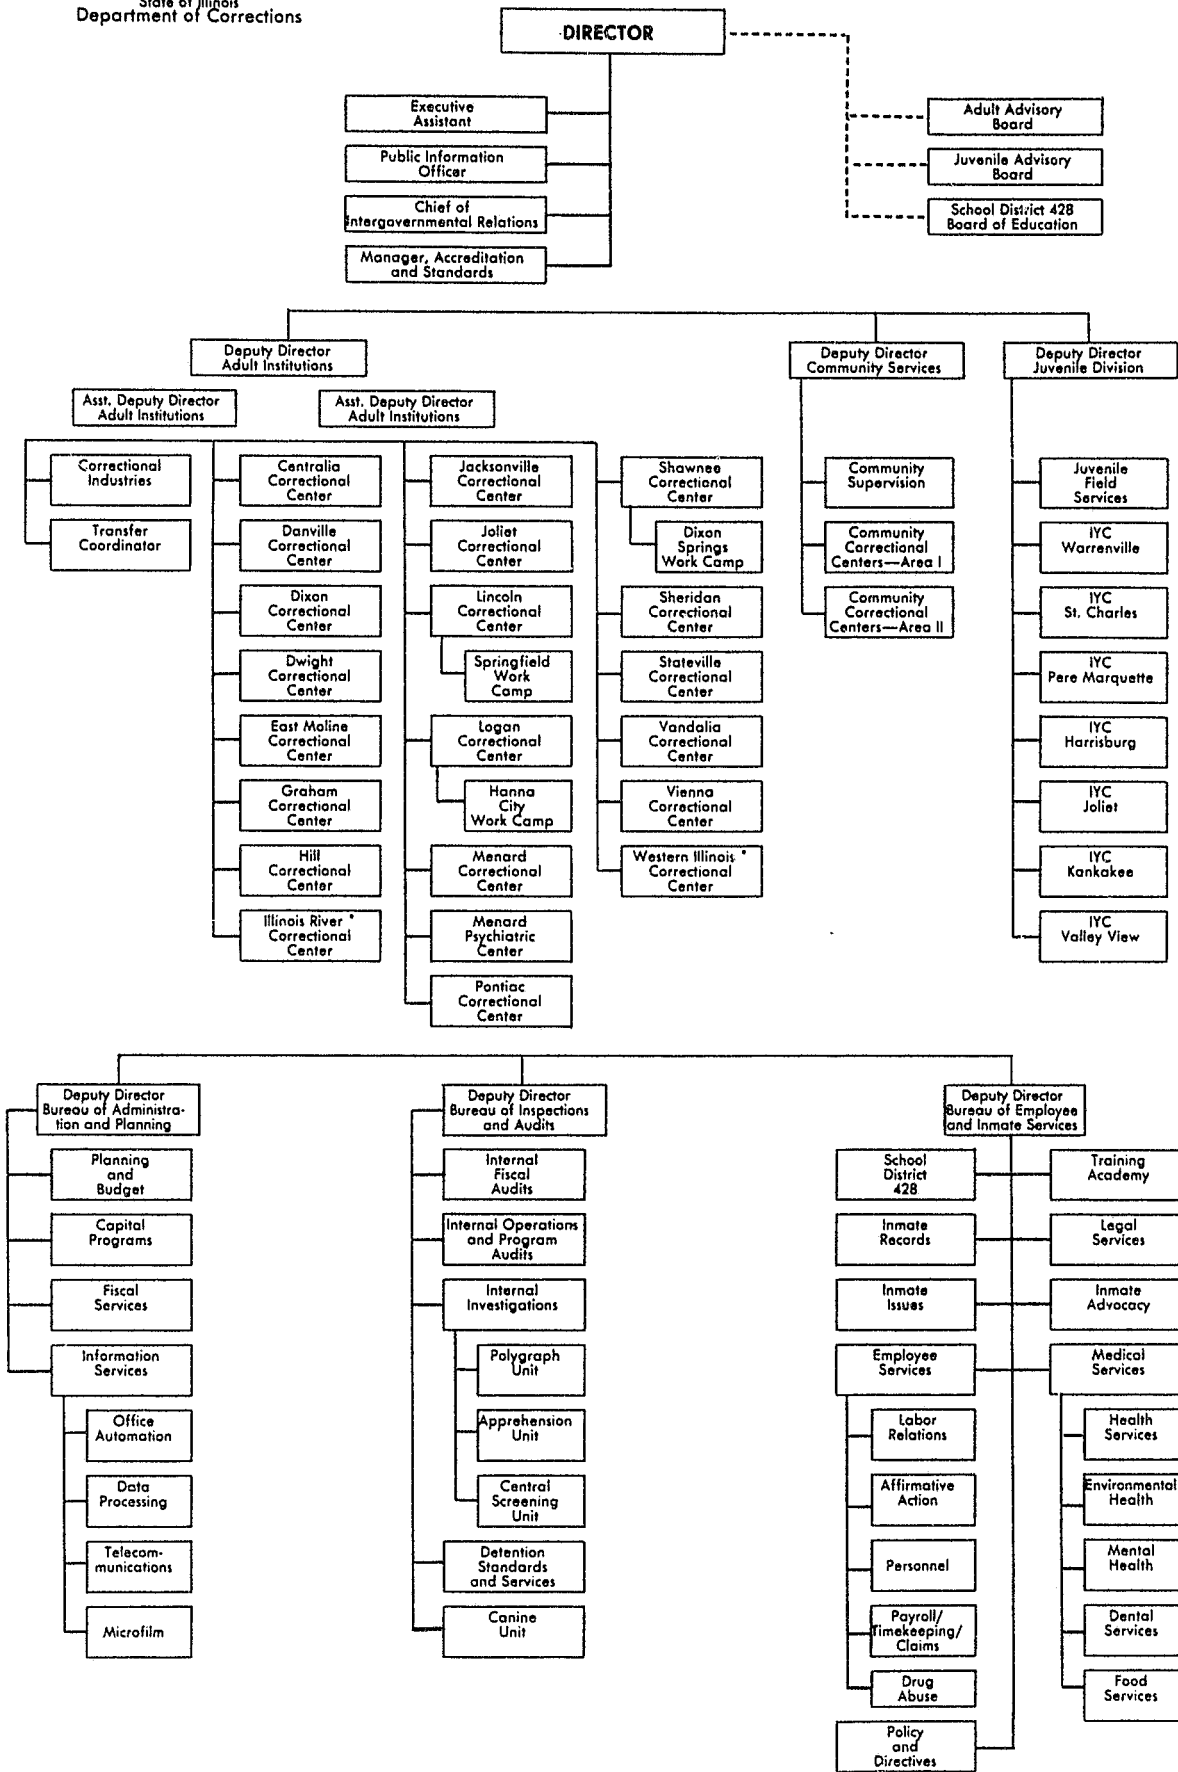 State of Illinois
Department of Corrections
DIRECTOR
Executive
Assistant
Public Information
Officer
Chief of
Intergovernmental Relations
Manager, Accreditation
and Standards
Adult Advisory
Board
Juvenile Advisory
Board
School District 428
Board of Education
Deputy Director
Adult Institutions
Deputy Director
Community Services
Deputy Director
Juvenile Division
Asst. Deputy Director
Adult Institutions
Asst. Deputy Director
Adult Institutions
Correctional
Industries
Transfer
Coordinator
Centralia
Correctional
Center
Danville
Correctional
Center
Dixon
Correctional
Center
Dwight
Correctional
Center
East Moline
Correctional
Center
Graham
Correctional
Center
Hill
Correctional
Center
Illinois River *
Correctional
Center
Jacksonville
Correctional
Center
Joliet
Correctional
Center
Lincoln
Correctional
Center
Springfield
Work
Camp
Logan
Correctional
Center
Hanna
City
Work Camp
Menard
Correctional
Center
Menard
Psychiatric
Center
Pontiac
Correctional
Center
Shawnee
Correctional
Center
Dixon
Springs
Work Camp
Sheridan
Correctional
Center
Stateville
Correctional
Center
Vandalia
Correctional
Center
Vienna
Correctional
Center
Western Illinois *
Correctional
Center
Community
Supervision
Community
Correctional
Centers—Area I
Community
Correctional
Centers—Area II
Juvenile
Field
Services
IYC
Warrenville
IYC
St. Charles
IYC
Pere Marquette
IYC
Harrisburg
IYC
Joliet
IYC
Kankakee
IYC
Valley View
Deputy Director
Bureau of Administra-
tion and Planning
Planning
and
Budget
Capital
Programs
Fiscal
Services
Information
Services
Office
Automation
Data
Processing
Telecom-
munications
Microfilm
Deputy Director
Bureau of Inspections
and Audits
Internal
Fiscal
Audits
Internal Operations
and Program
Audits
Internal
Investigations
Polygraph
Unit
Apprehension
Unit
Central
Screening
Unit
Detention
Standards
and Services
Canine
Unit
Deputy Director
Bureau of Employee
and Inmate Services
School
District
428
Training
Academy
Inmate
Records
Legal
Services
Inmate
Issues
Inmate
Advocacy
Employee
Services
Medical
Services
Labor
Relations
Affirmative
Action
Personnel
Payroll/
Timekeeping/
Claims
Drug
Abuse
Health
Services
Environmental
Health
Mental
Health
Dental
Services
Food
Services
Policy
and
Directives